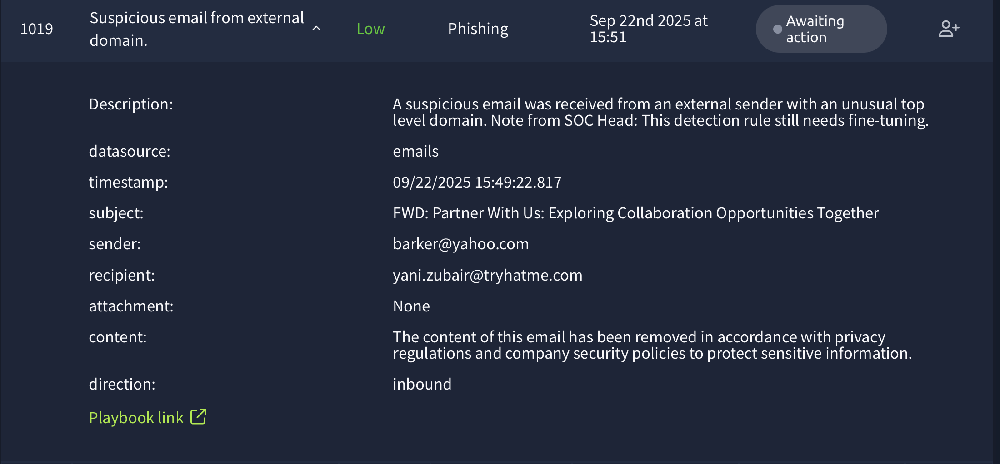 1019
Suspicious email from external
domain.
Low
Phishing
Sep 22nd 2025 at
15:51
Awaiting
action
Description:
A suspicious email was received from an external sender with an unusual top
level domain. Note from SOC Head: This detection rule still needs fine-tuning.
datasource:
emails
timestamp:
09/22/2025 15:49:22.817
subject:
FWD: Partner With Us: Exploring Collaboration Opportunities Together
sender:
barker@yahoo.com
recipient:
yani.zubair@tryhatme.com
attachment:
None
content:
The content of this email has been removed in accordance with privacy
regulations and company security policies to protect sensitive information.
direction:
inbound
Playbook link